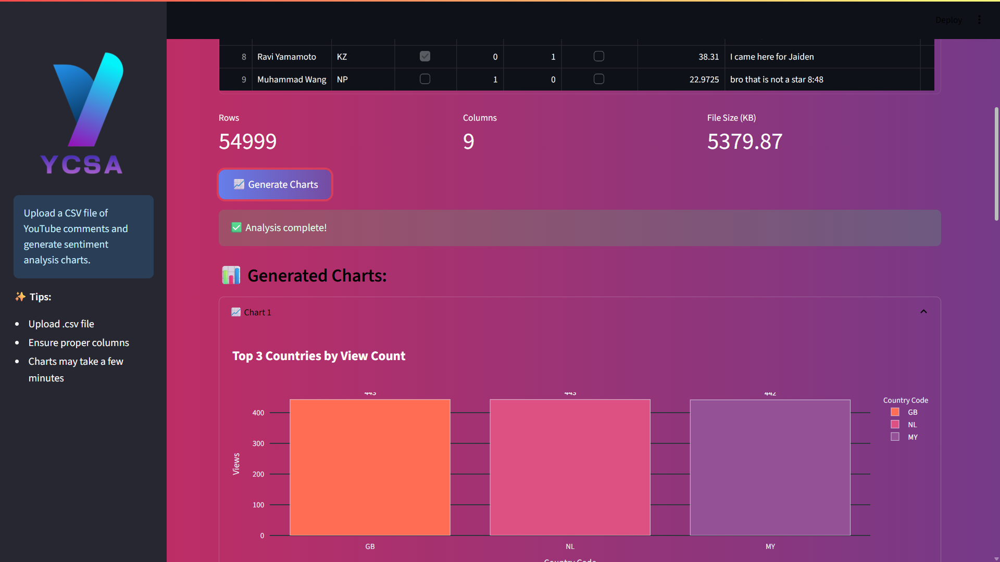 Deploy
8 Ravi Yamamoto KZ 0 1 38.31 I came here for Jaiden
9 Muhammad Wang NP 1 0 22.9725 bro that is not a star 8:48
YCSA
Upload a CSV file of
YouTube comments and
generate sentiment
analysis charts.
✨ Tips:
• Upload .csv file
• Ensure proper columns
• Charts may take a few
minutes
Rows Columns File Size (KB)
54999 9 5379.87
📈 Generate Charts
✅ Analysis complete!
📊 Generated Charts:
📈 Chart 1
Top 3 Countries by View Count
443 443 442
Country Code
GB
NL
MY
Views
400
300
200
100
0
GB NL MY
Country Code